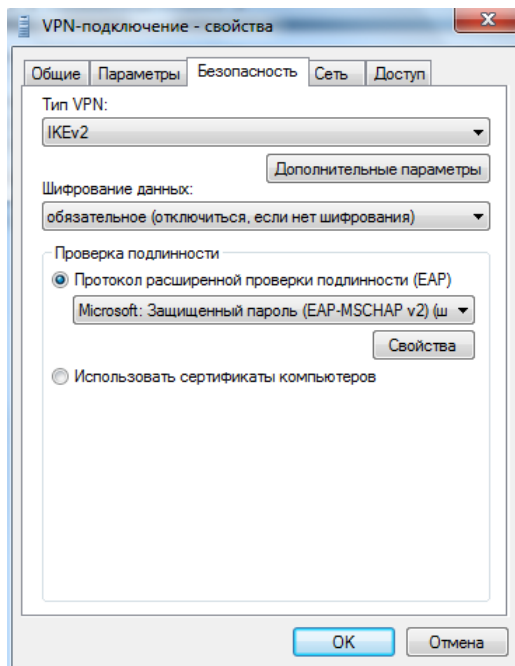 VPN-подключение - свойства
Общие Параметры Безопасность Сеть Доступ
Тип VPN:
IKEv2
Дополнительные параметры
Шифрование данных:
обязательное (отключиться, если нет шифрования)
Проверка подлинности
Протокол расширенной проверки подлинности (EAP)
Microsoft: Защищенный пароль (EAP-MSCHAP v2) (ш
Свойства
Использовать сертификаты компьютеров
OK Отмена